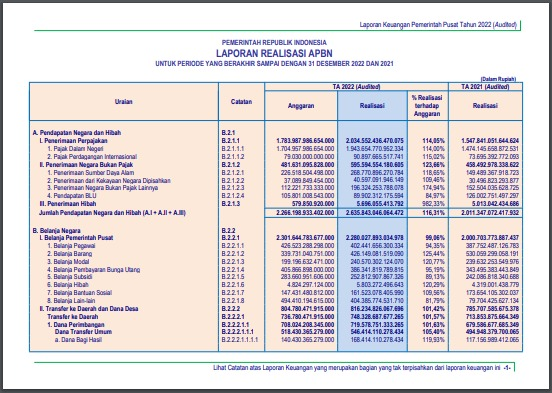 Laporan Keuangan Pemerintah Pusat Tahun 2022 (Audited)
PEMERINTAH REPUBLIK INDONESIA
LAPORAN REALISASI APBN
UNTUK PERIODE YANG BERAKHIR SAMPAI DENGAN 31 DESEMBER 2022 DAN 2021
(Dalam Rupiah)
Uraian Catatan TA 2022 (Audited) TA 2021 (Audited)
Anggaran Realisasi % Realisasi terhadap Anggaran Realisasi
A. Pendapatan Negara dan Hibah B.2.1
I. Penerimaan Perpajakan B.2.1.1 1.783.987.986.654.000 2.034.552.436.470.075 114,05% 1.547.841.051.644.624
1. Pajak Dalam Negeri B.2.1.1.1 1.704.957.986.654.000 1.943.654.770.952.334 114,00% 1.474.145.658.872.531
2. Pajak Perdagangan Internasional B.2.1.1.2 79.030.000.000.000 90.897.665.517.741 115,02% 73.695.392.772.093
II. Penerimaan Negara Bukan Pajak B.2.1.2 481.631.095.828.000 595.594.554.180.605 123,66% 458.492.978.338.622
1. Penerimaan Sumber Daya Alam B.2.1.2.1 226.518.504.498.000 268.770.896.270.784 118,65% 149.489.367.918.723
2. Penerimaan dari Kekayaan Negara Dipisahkan B.2.1.2.2 37.089.849.454.000 40.597.091.946.149 109,46% 30.496.823.293.877
3. Penerimaan Negara Bukan Pajak Lainnya B.2.1.2.3 112.221.733.333.000 196.324.253.788.078 174,94% 152.504.035.628.725
4. Pendapatan BLU B.2.1.2.4 105.801.008.543.000 89.902.312.175.594 84,97% 126.002.751.497.297
III. Penerimaan Hibah B.2.1.3 579.850.920.000 5.696.055.413.792 982,33% 5.013.042.434.686
Jumlah Pendapatan Negara dan Hibah (A.I + A.II + A.III) 2.266.198.933.402.000 2.635.843.046.064.472 116,31% 2.011.347.072.417.932
B. Belanja Negara B.2.2
I. Belanja Pemerintah Pusat B.2.2.1 2.301.644.783.677.000 2.280.027.893.034.978 99,06% 2.000.703.773.887.437
1. Belanja Pegawai B.2.2.1.1 426.523.288.298.000 402.441.656.300.334 94,35% 387.752.487.126.783
2. Belanja Barang B.2.2.1.2 339.731.040.751.000 426.149.081.519.090 125,44% 530.059.299.058.191
3. Belanja Modal B.2.2.1.3 199.196.632.471.000 240.570.302.124.070 120,77% 239.632.253.549.976
4. Belanja Pembayaran Bunga Utang B.2.2.1.4 405.866.898.000.000 386.341.819.789.815 95,19% 343.495.383.443.849
5. Belanja Subsidi B.2.2.1.5 283.660.951.606.000 252.812.907.867.326 89,13% 242.086.818.340.688
6. Belanja Hibah B.2.2.1.6 4.824.297.124.000 5.803.272.496.643 120,29% 4.319.001.438.779
7. Belanja Bantuan Sosial B.2.2.1.7 147.431.480.812.000 161.523.078.405.990 109,56% 173.654.105.302.037
8. Belanja Lain-lain B.2.2.1.8 494.410.194.615.000 404.385.774.531.710 81,79% 79.704.425.627.134
II. Transfer ke Daerah dan Dana Desa B.2.2.2 804.780.471.915.000 816.234.826.067.696 101,42% 785.707.585.675.378
Transfer ke Daerah B.2.2.2.1 736.780.471.915.000 748.328.687.677.265 101,57% 713.853.875.664.349
1. Dana Perimbangan B.2.2.2.1.1 708.024.208.345.000 719.578.751.333.265 101,63% 679.586.677.685.349
Dana Transfer Umum B.2.2.2.1.1.1 518.430.365.279.000 546.414.110.278.434 105,40% 494.948.379.700.065
a. Dana Bagi Hasil B.2.2.2.1.1.1.1 140.430.365.279.000 168.414.110.278.434 119,93% 117.156.989.412.065
Lihat Catatan atas Laporan Keuangan yang merupakan bagian yang tak terpisahkan dari laporan keuangan ini -1-